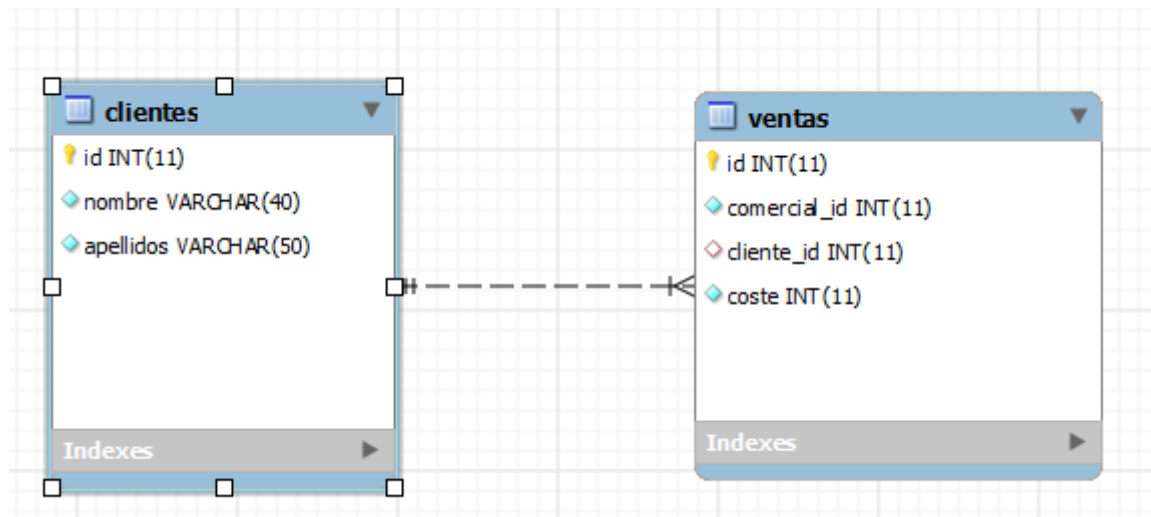 clientes
id INT(11)
nombre VARCHAR(40)
apellidos VARCHAR(50)
Indexes
ventas
id INT(11)
comercial_id INT(11)
cliente_id INT(11)
coste INT(11)
Indexes